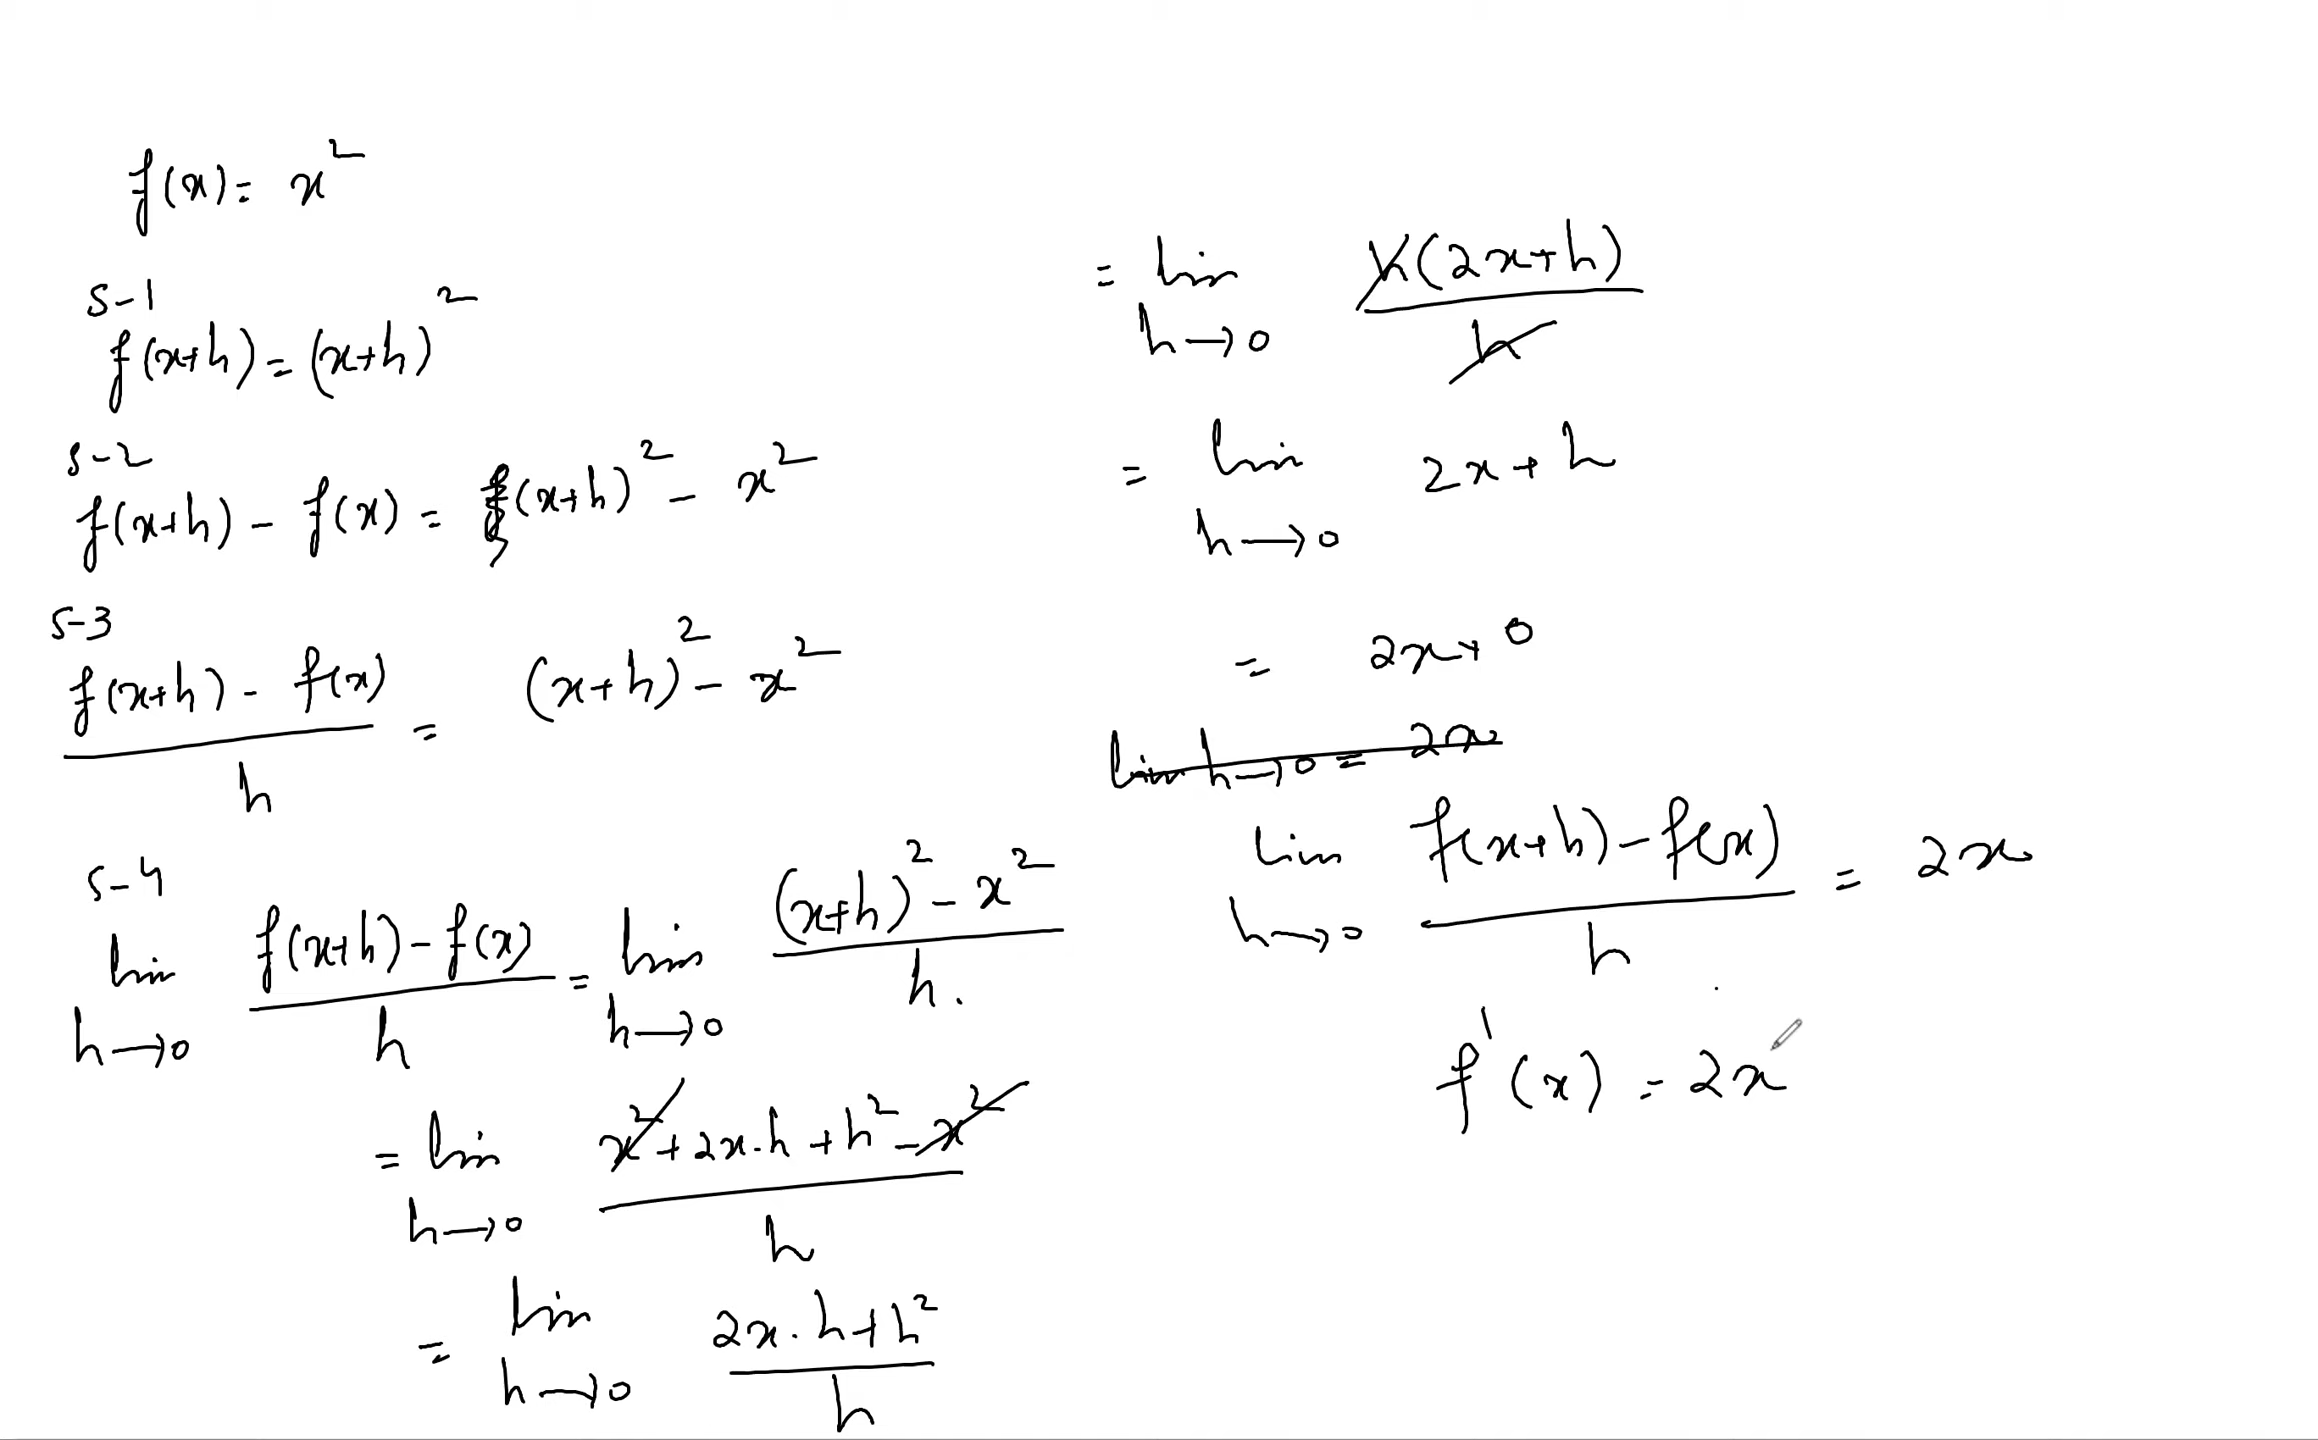 f(x) = x²
S-1
f(x+h) = (x+h)²
S-2
f(x+h) - f(x) = (x+h)² - x²
S-3
f(x+h) - f(x) / h = (x+h)² - x²
S-4
lim h→0 f(x+h) - f(x) / h = lim h→0 (x+h)² - x² / h.
= lim h→0 x² + 2x·h + h² - x² / h
= lim h→0 2x·h + h² / h
= lim h→0 h(2x+h) / h
= lim h→0 2x+h
= 2x+0
lim h→0 = 2x
lim h→0 f(x+h) - f(x) / h = 2x
f'(x) = 2x